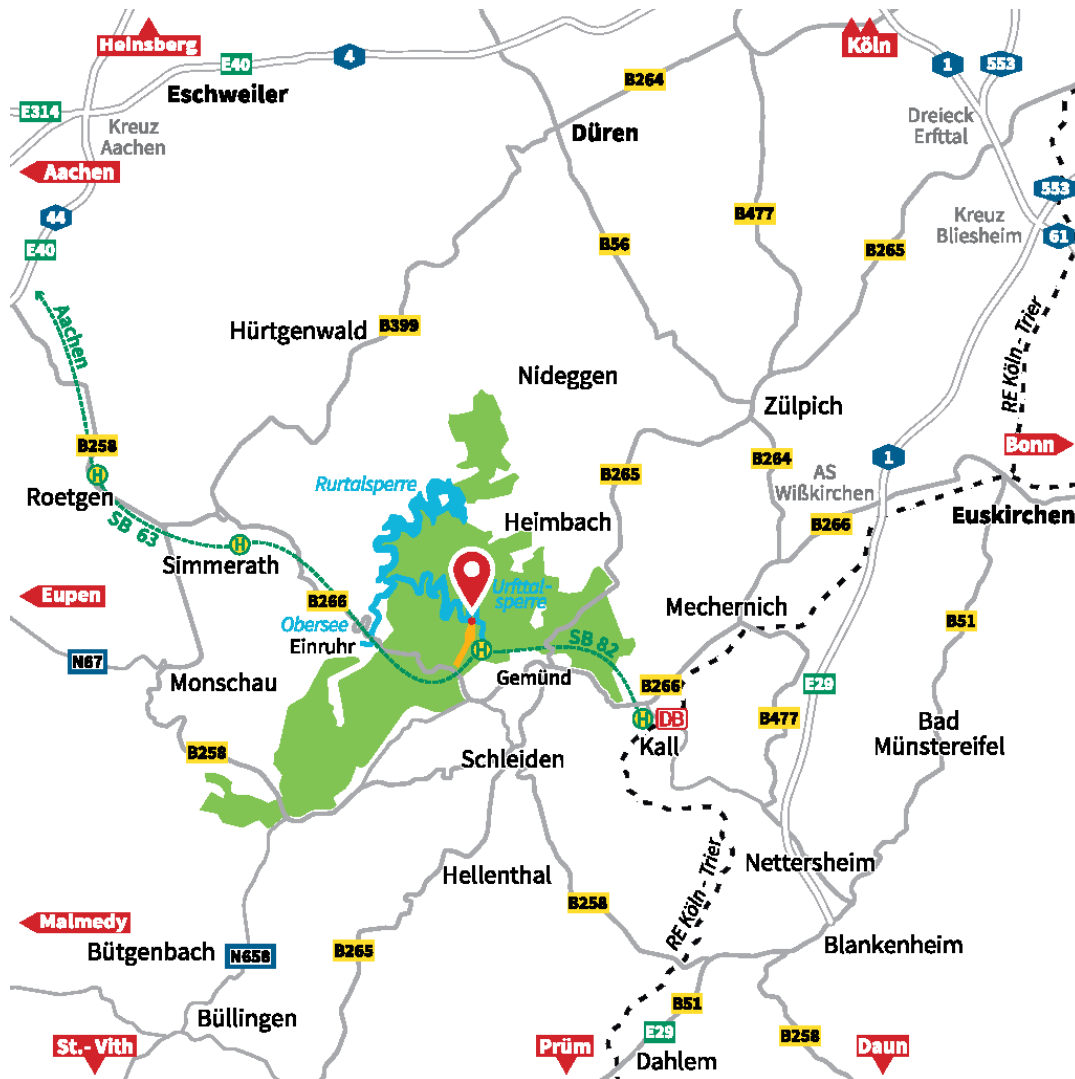 Heinsberg
Köln
E40
4
1
553
B264
Eschweiler
E314
Kreuz
Aachen
Düren
Dreieck
Erfttal
Aachen
44
E40
B477
B56
B265
Kreuz
Bliesheim
553
61
Aachen
Hürtgenwald
B399
Nideggen
RE Köln - Trier
Zülpich
B258
Roetgen
SB 63
Simmerath
Rurtalsperre
Heimbach
B265
B264
AS
Wißkirchen
1
Bonn
B266
Euskirchen
Eupen
B266
Urfttal-
sperre
Obersee
Einruhr
Mechernich
B51
SB 82
N67
Monschau
Gemünd
B266
E29
H
H
H
H
DB
Kall
B477
Bad
Münstereifel
B258
Schleiden
Hellenthal
Nettersheim
RE Köln - Trier
B258
Malmedy
Bütgenbach
N658
B265
Blankenheim
Büllingen
B51
E29
B258
St.- Vith
Prüm
Dahlem
Daun